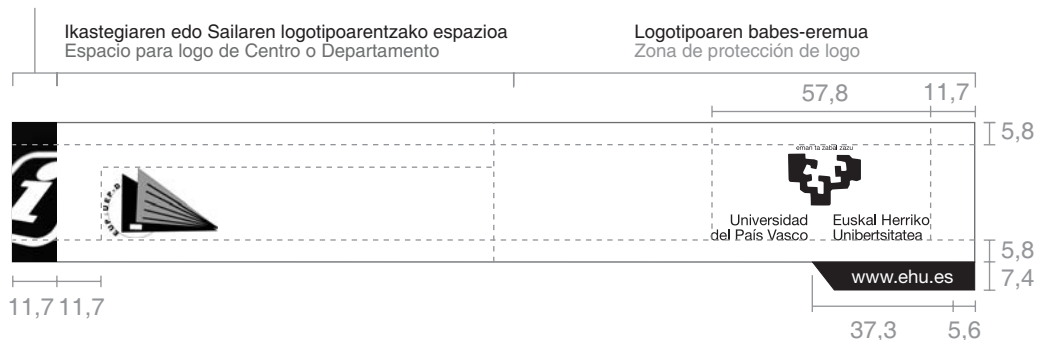 Ikastegiaren edo Sailaren logotipoarentzako espazioa
Espacio para logo de Centro o Departamento
Logotipoaren babes-eremua
Zona de protección de logo
57,8
11,7
5,8
i
eman ta zabal zazu
EUP·UEP·D
Universidad
del País Vasco
Euskal Herriko
Unibertsitatea
5,8
www.ehu.es
7,4
11,7
11,7
37,3
5,6